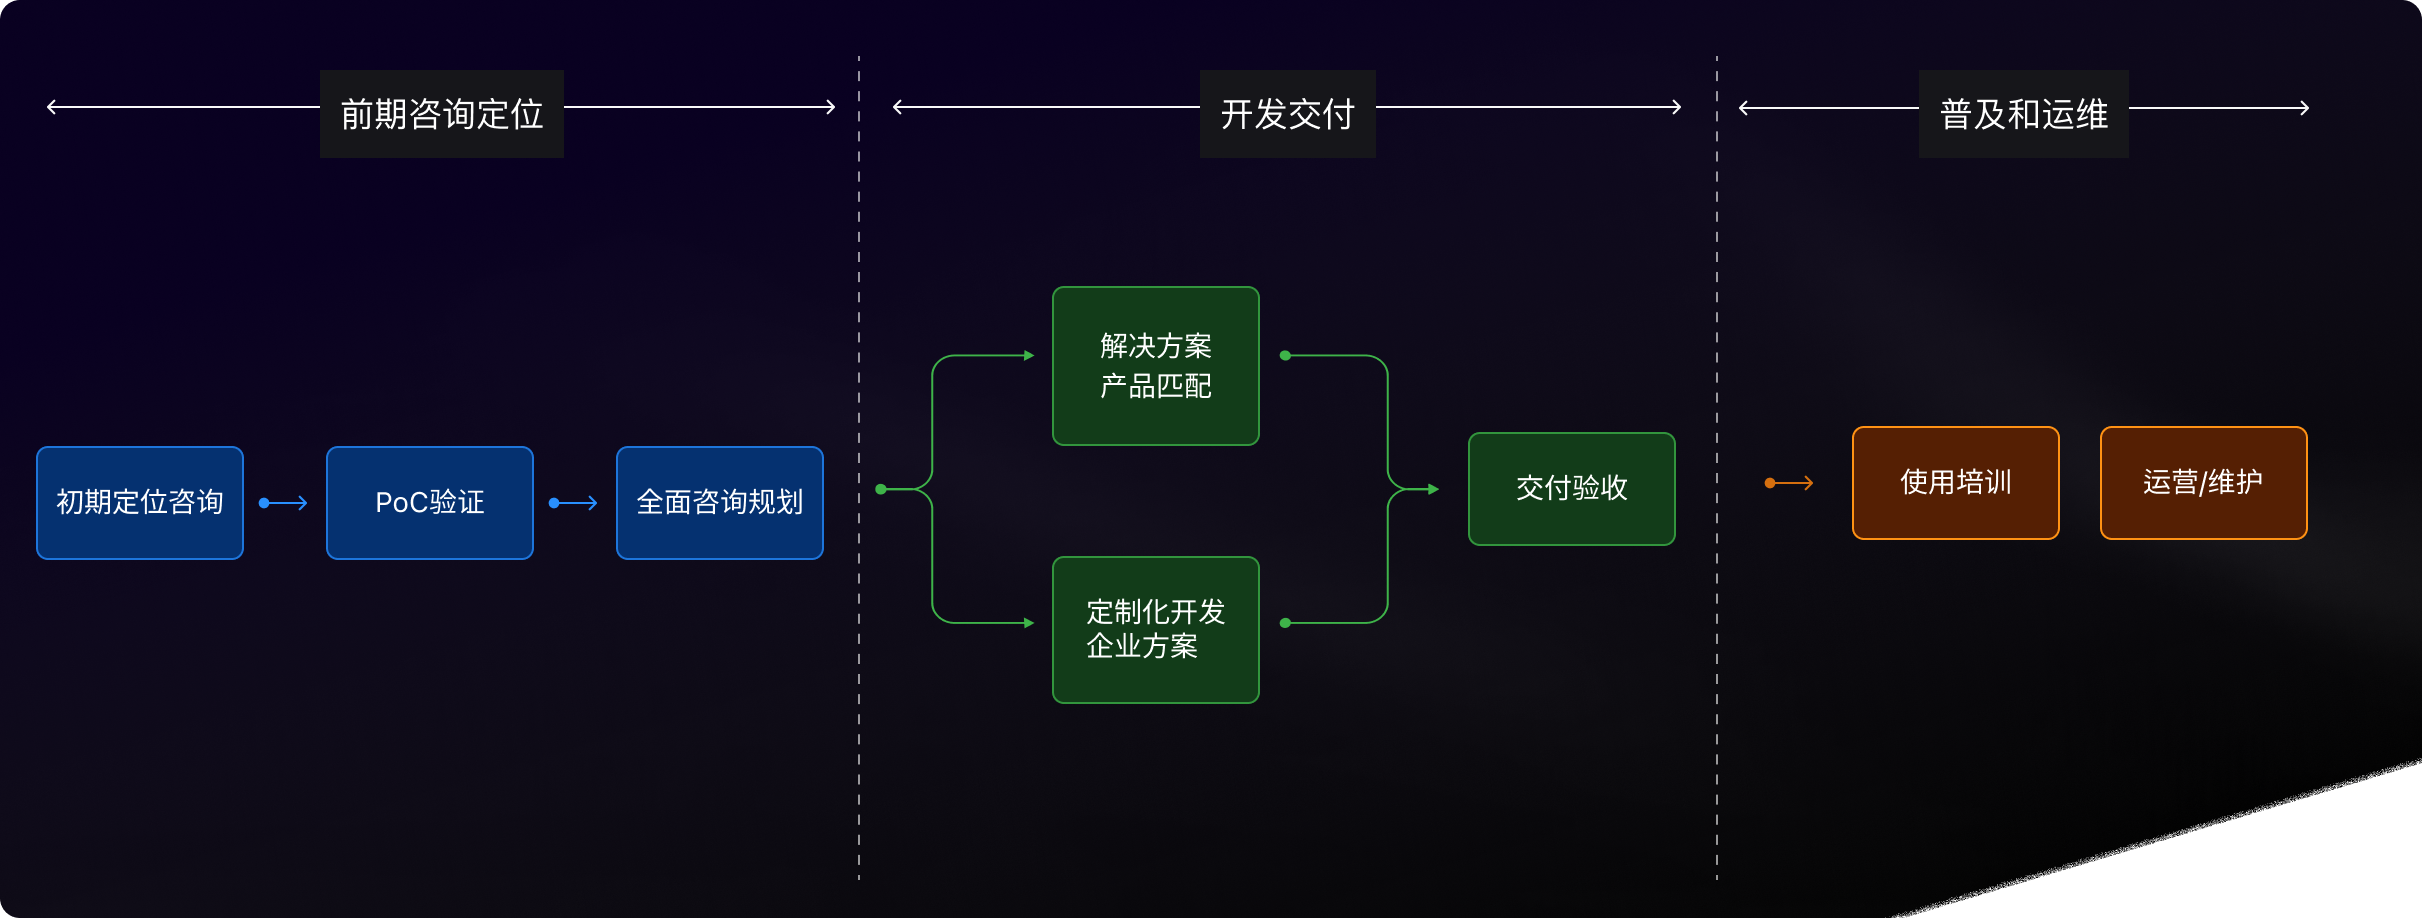 前期咨询定位
开发交付
普及和运维
初期定位咨询
PoC验证
全面咨询规划
解决方案
产品匹配
定制化开发
企业方案
交付验收
使用培训
运营/维护